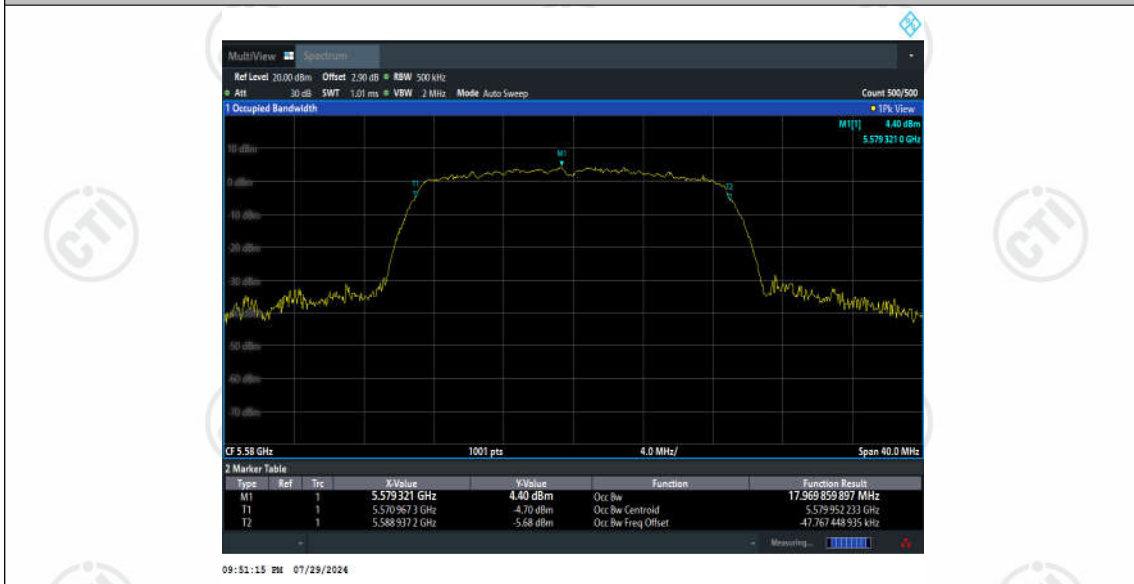 MultiView Spectrum
Ref Level 20.00 dBm Offset 2.90 dB RBW 500 kHz
Att 30 dB SWT 1.01 ms VBW 2 MHz Mode Auto Sweep Count 500/500
1 Occupied Bandwidth 1Pk View
M1[1] 4.40 dBm
5.579 321 0 GHz
10 dBm
M1
0 dBm
T1
T2
-10 dBm
-20 dBm
-30 dBm
-50 dBm
-60 dBm
-70 dBm
CF 5.58 GHz 1001 pts 4.0 MHz/ Span 40.0 MHz
2 Marker Table
Type Ref Trc X-Value Y-Value Function Function Result
M1 1 5.579 321 GHz 4.40 dBm Occ Bw 17.969 859 897 MHz
T1 1 5.570 967 3 GHz -4.70 dBm Occ Bw Centroid 5.579 952 233 GHz
T2 1 5.588 937 2 GHz -5.68 dBm Occ Bw Freq Offset -47.767 448 935 kHz
Measuring...
09:51:15 PM 07/29/2024
CTI
CTI